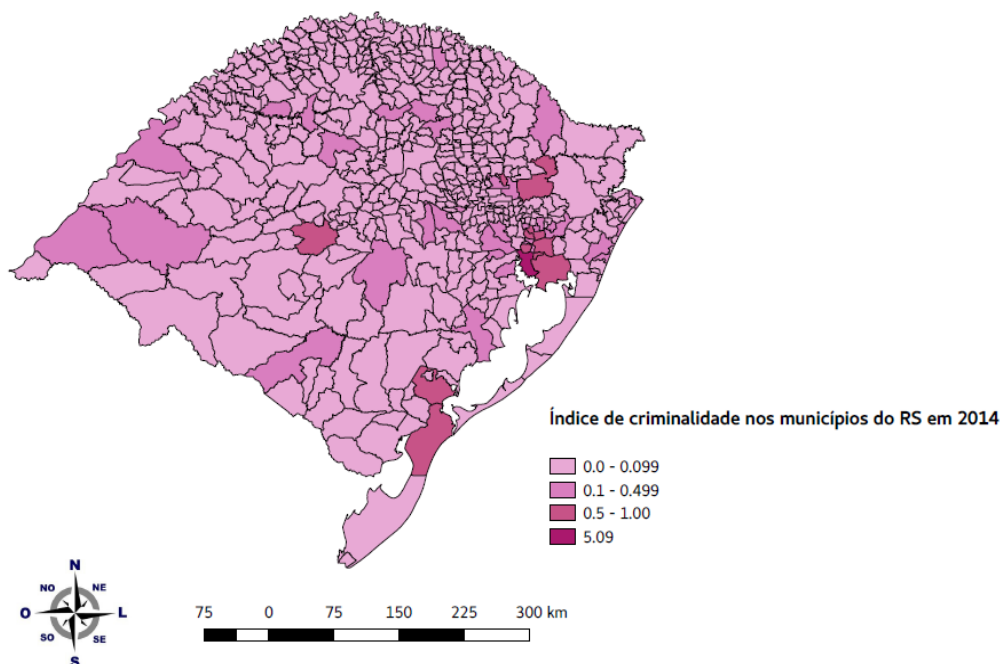 Índice de criminalidade nos municípios do RS em 2014
0.0 - 0.099
0.1 - 0.499
0.5 - 1.00
5.09
N
NO NE
O L
SO SE
S
75 0 75 150 225 300 km